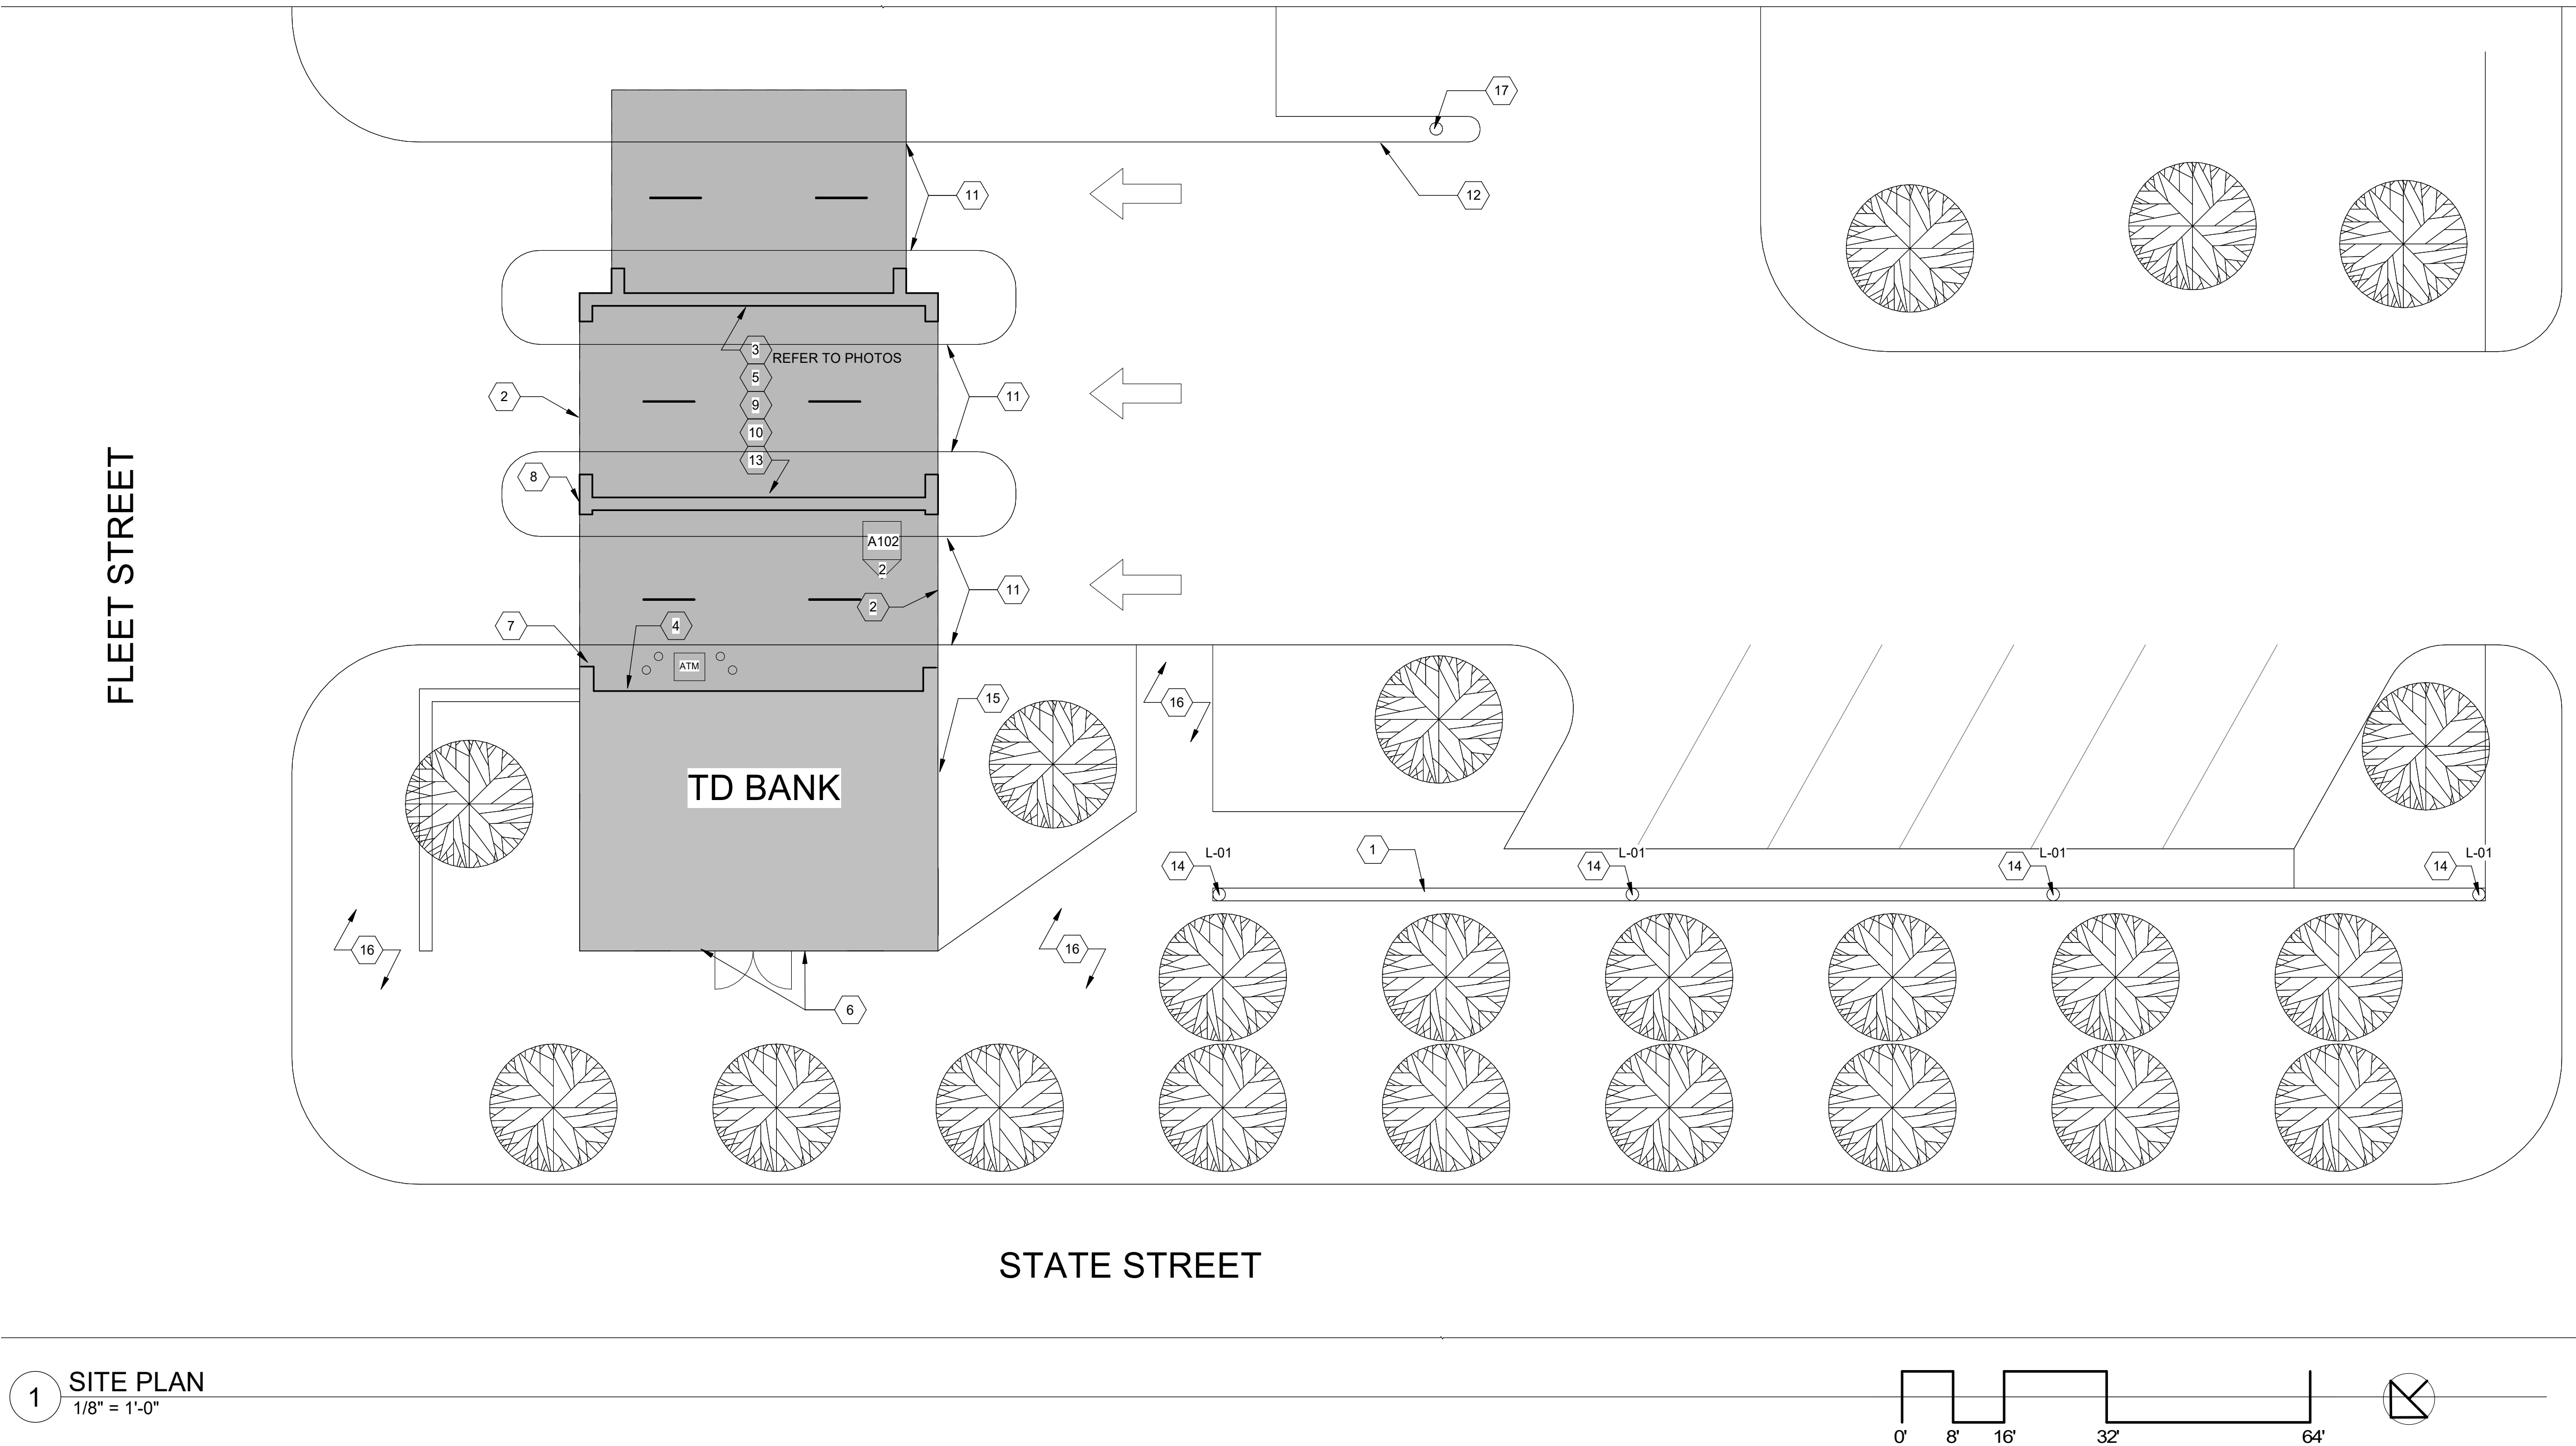 17
11
12
3 REFER TO PHOTOS
5
2
9
11
10
13
8
A102
2
2
11
7
4
ATM
16
15
TD BANK
1
14
L-01
14
L-01
14
L-01
14
L-01
16
16
6
FLEET STREET
STATE STREET
1
SITE PLAN
1/8" = 1'-0"
0' 8' 16' 32' 64'